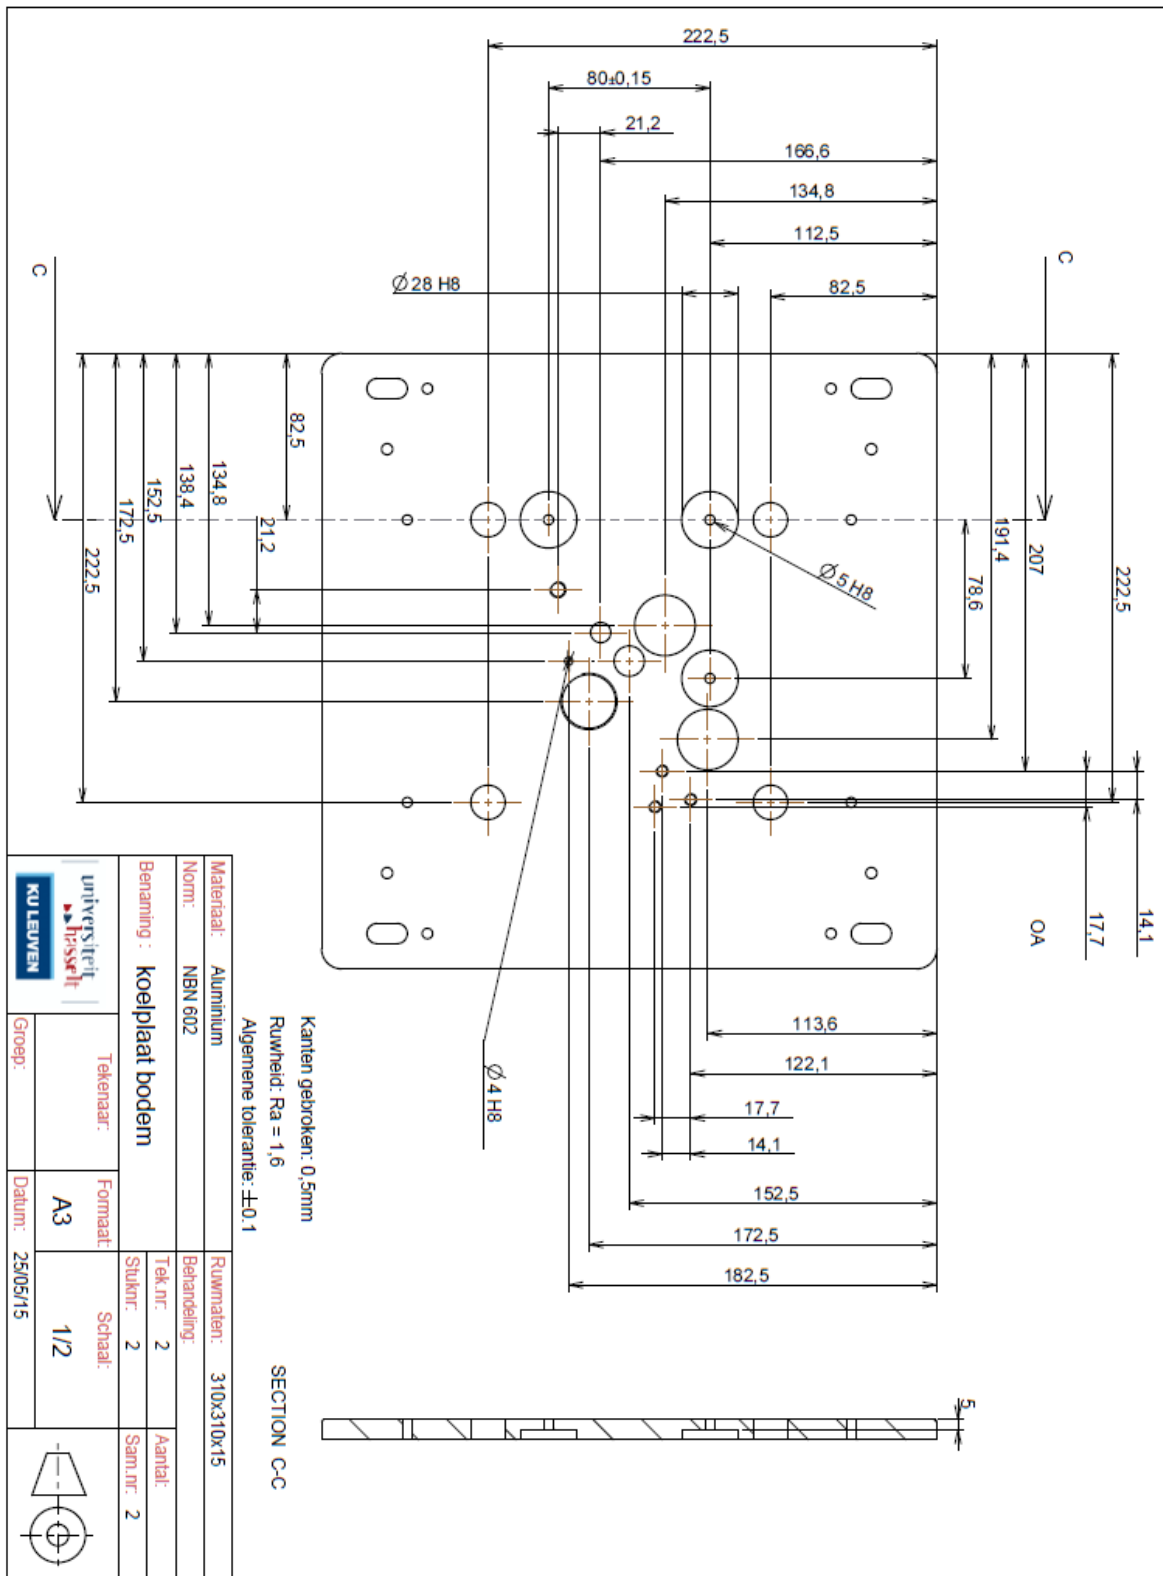 222,5
80±0,15
21,2
166,6
134,8
112,5
C
C
Ø 28 H8
82,5
82,5
134,8
138,4
152,5
172,5
222,5
21,2
Ø 5 H8
191,4
207
78,6
222,5
14,1
17,7
OA
113,6
122,1
17,7
14,1
152,5
172,5
182,5
Ø 4 H8
Kanten gebroken: 0,5mm
Ruwheid: Ra = 1,6
Algemene tolerantie: ±0.1
SECTION C-C
5
Materiaal: Aluminium
Ruwmaten: 310x310x15
Norm: NBN 602
Behandeling:
Benaming : koelplaat bodem
Tek.nr: 2
Aantal:
Stuknr: 2
Sam.nr: 2
universiteit
hasselt
KU LEUVEN
Tekenaar:
Formaat:
A3
Schaal:
1/2
Groep:
Datum: 25/05/15